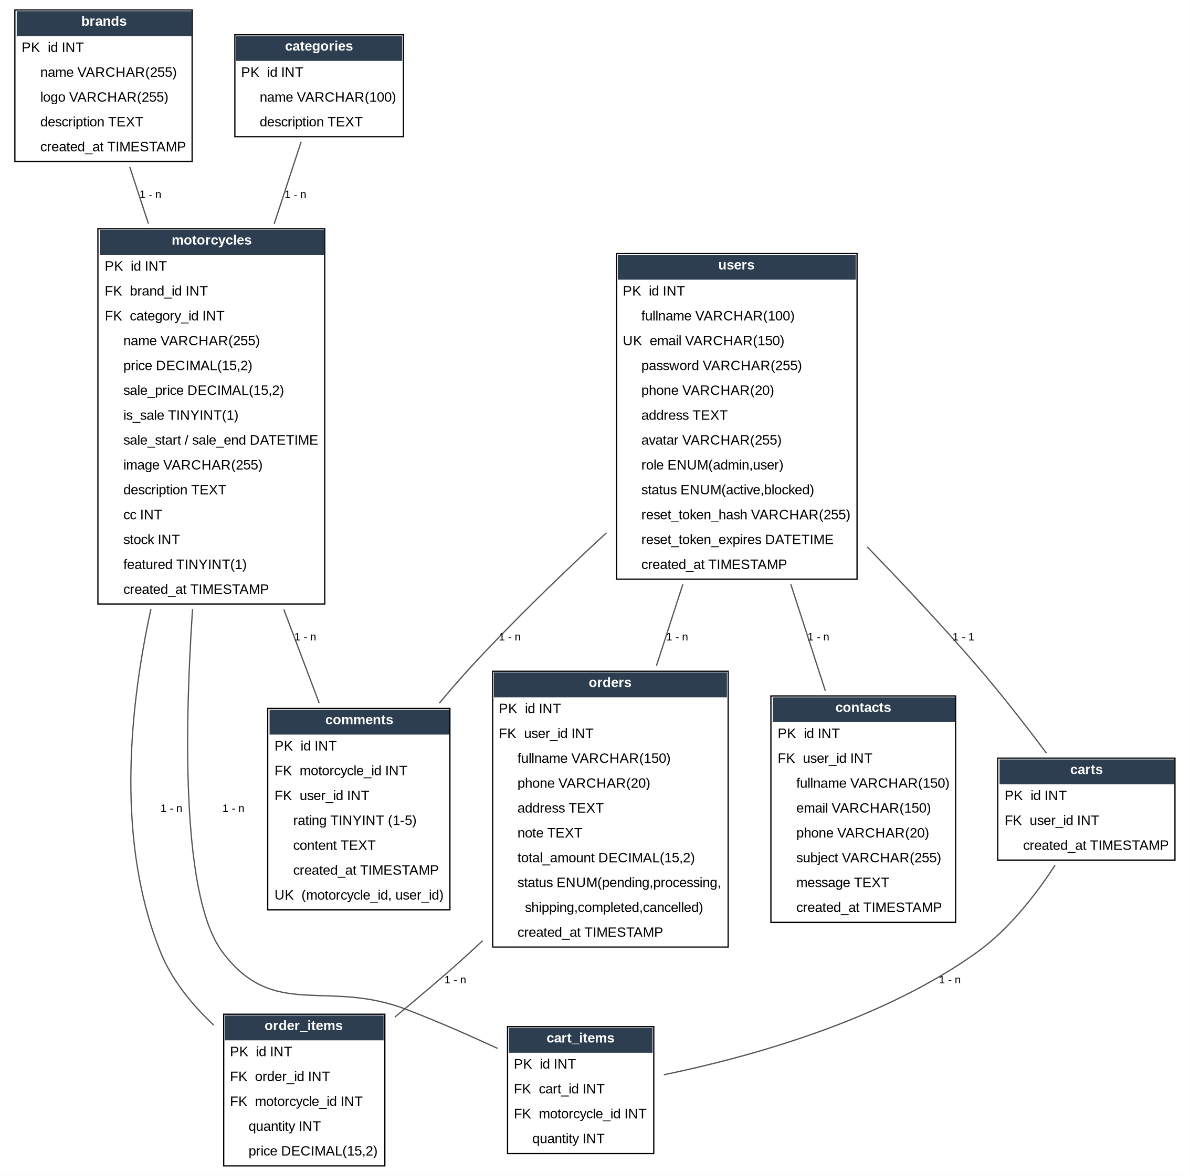 brands
PK id INT
name VARCHAR(255)
logo VARCHAR(255)
description TEXT
created_at TIMESTAMP
categories
PK id INT
name VARCHAR(100)
description TEXT
1 - n
1 - n
motorcycles
PK id INT
FK brand_id INT
FK category_id INT
name VARCHAR(255)
price DECIMAL(15,2)
sale_price DECIMAL(15,2)
is_sale TINYINT(1)
sale_start / sale_end DATETIME
image VARCHAR(255)
description TEXT
cc INT
stock INT
featured TINYINT(1)
created_at TIMESTAMP
users
PK id INT
fullname VARCHAR(100)
UK email VARCHAR(150)
password VARCHAR(255)
phone VARCHAR(20)
address TEXT
avatar VARCHAR(255)
role ENUM(admin,user)
status ENUM(active,blocked)
reset_token_hash VARCHAR(255)
reset_token_expires DATETIME
created_at TIMESTAMP
1 - n
1 - n
1 - n
1 - n
1 - 1
comments
PK id INT
FK motorcycle_id INT
FK user_id INT
rating TINYINT (1-5)
content TEXT
created_at TIMESTAMP
UK (motorcycle_id, user_id)
orders
PK id INT
FK user_id INT
fullname VARCHAR(150)
phone VARCHAR(20)
address TEXT
note TEXT
total_amount DECIMAL(15,2)
status ENUM(pending,processing,
shipping,completed,cancelled)
created_at TIMESTAMP
contacts
PK id INT
FK user_id INT
fullname VARCHAR(150)
email VARCHAR(150)
phone VARCHAR(20)
subject VARCHAR(255)
message TEXT
created_at TIMESTAMP
carts
PK id INT
FK user_id INT
created_at TIMESTAMP
1 - n
1 - n
1 - n
1 - n
order_items
PK id INT
FK order_id INT
FK motorcycle_id INT
quantity INT
price DECIMAL(15,2)
cart_items
PK id INT
FK cart_id INT
FK motorcycle_id INT
quantity INT